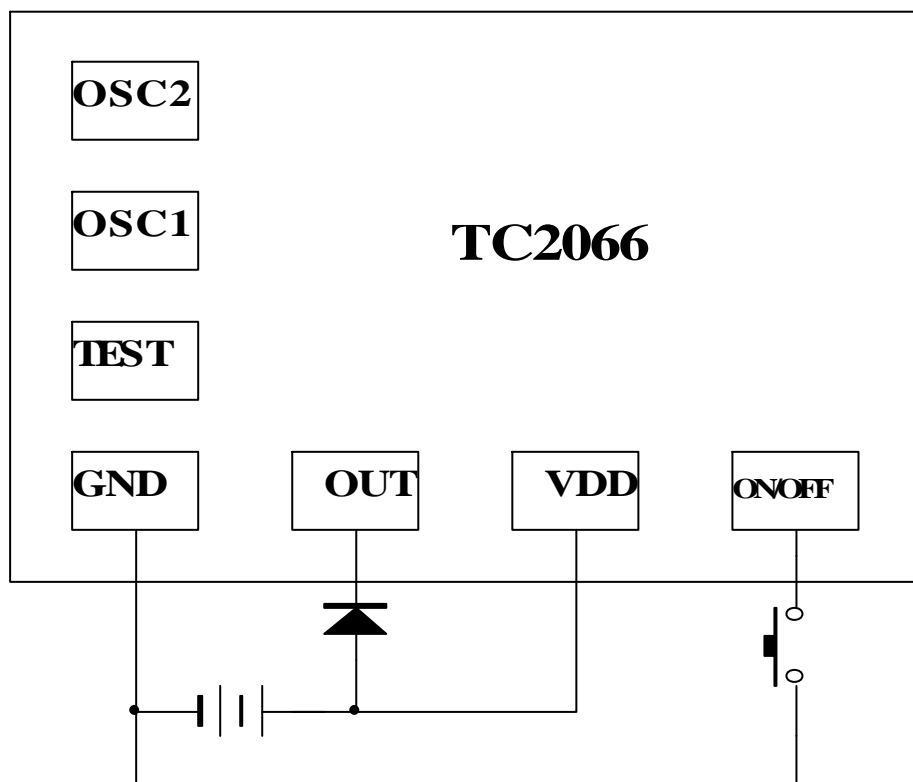 OSC2
OSC1
TC2066
TEST
GND
OUT
VDD
ON/OFF